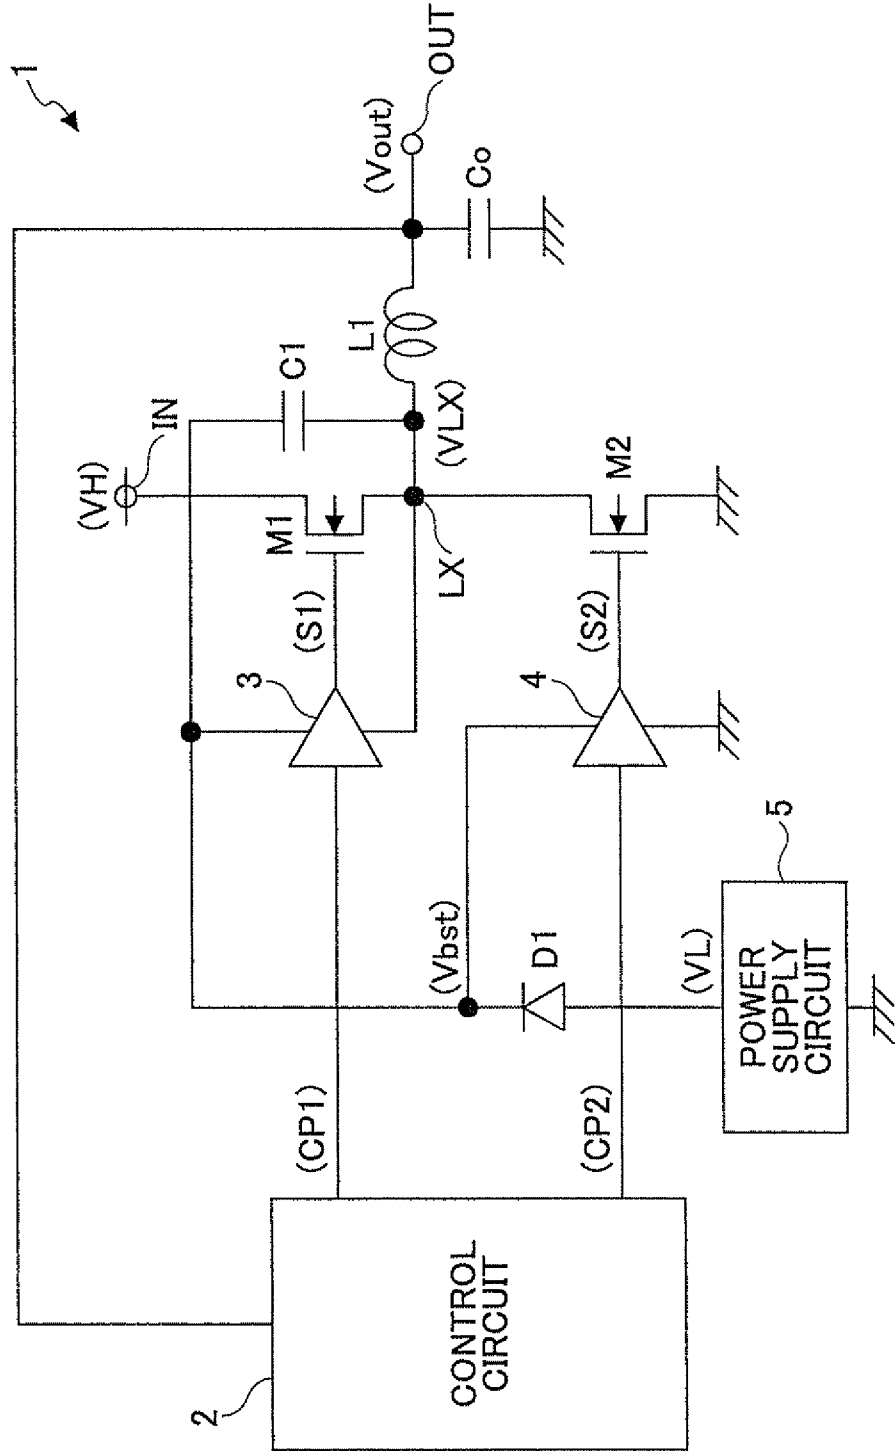 1
OUT
(Vout)
Co
L1
C1
(VLX)
IN
(VH)
M1
M2
LX
(S1)
(S2)
3
4
5
(Vbst)
D1
(VL)
POWER
SUPPLY
CIRCUIT
(CP1)
(CP2)
CONTROL
CIRCUIT
2